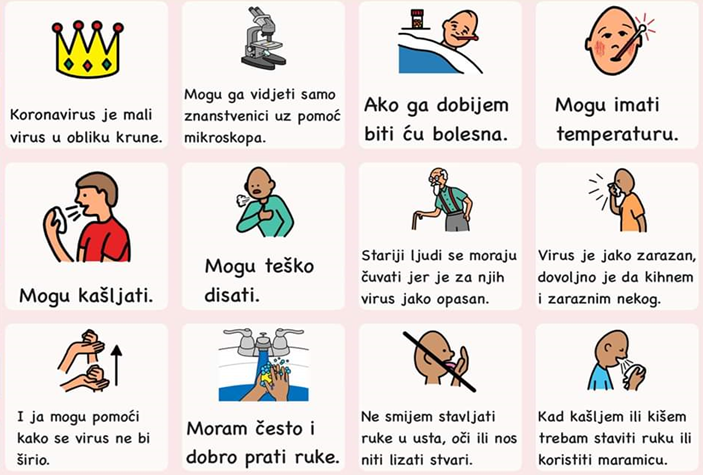 Koronavirus je mali
virus u obliku krune.
Mogu ga vidjeti samo
znanstvenici uz pomoć
mikroskopa.
Ako ga dobijem
biti ću bolesna.
Mogu imati
temperaturu.
Mogu kašljati.
Mogu teško
disati.
Stariji ljudi se moraju
čuvati jer je za njih
virus jako opasan.
Virus je jako zarazan,
dovoljno je da kihnem
i zaraznim nekog.
I ja mogu pomoći
kako se virus ne bi
širio.
Moram često i
dobro prati ruke.
Ne smijem stavljati
ruke u usta, oči ili nos
niti lizati stvari.
Kad kašljem ili kišem
trebam staviti ruku ili
koristiti maramicu.